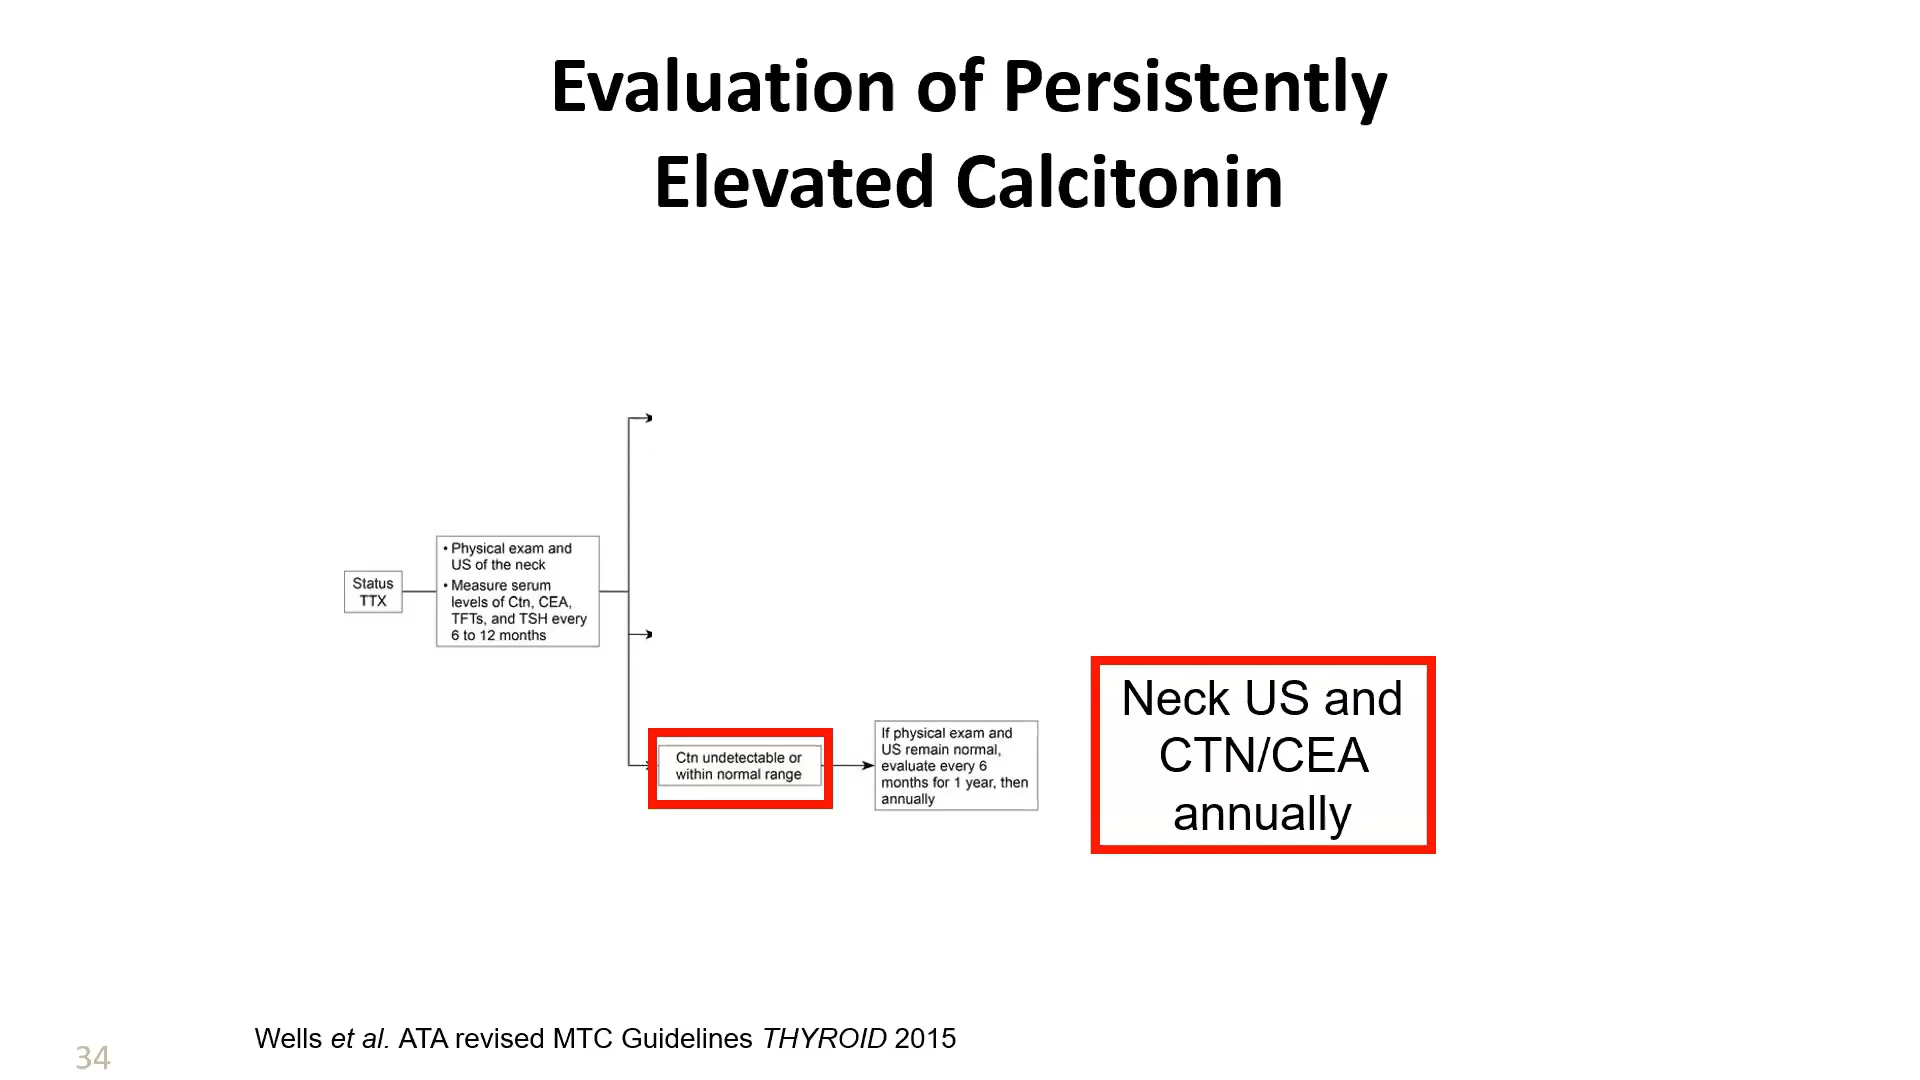 Evaluation of Persistently
Elevated Calcitonin
Status
TTX
• Physical exam and
US of the neck
• Measure serum
levels of Ctn, CEA,
TFTs, and TSH every
6 to 12 months
Ctn undetectable or
within normal range
If physical exam and
US remain normal,
evaluate every 6
months for 1 year, then
annually
Neck US and
CTN/CEA
annually
Wells et al. ATA revised MTC Guidelines THYROID 2015
34